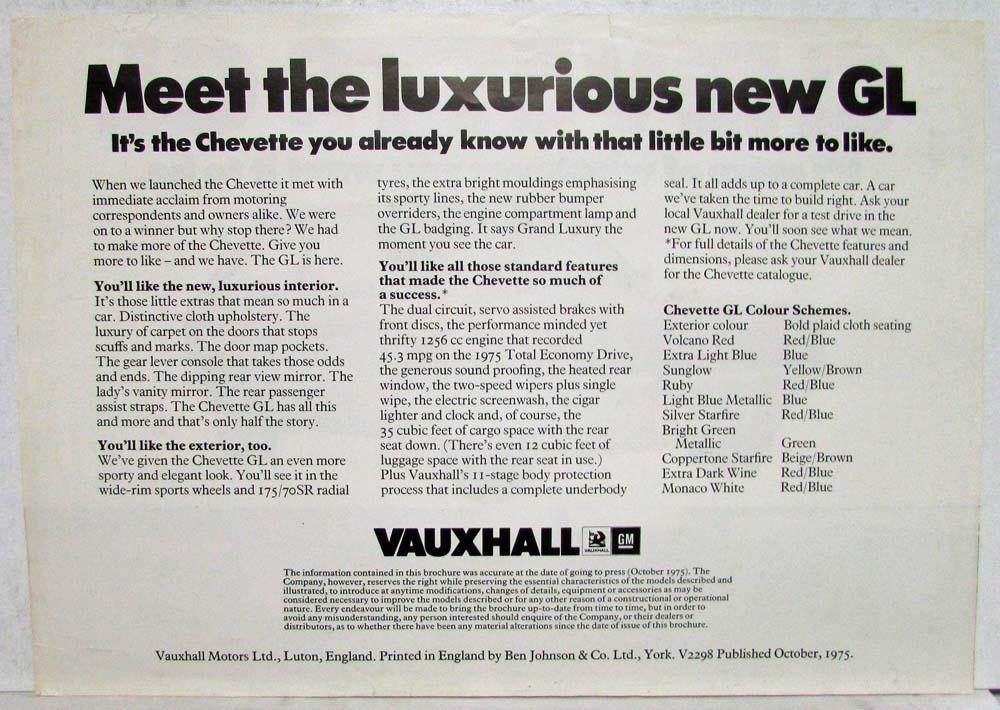 Meet the luxurious new GL
It's the Chevette you already know with that little bit more to like.
When we launched the Chevette it met with
immediate acclaim from motoring
correspondents and owners alike. We were
on to a winner but why stop there? We had
to make more of the Chevette. Give you
more to like – and we have. The GL is here.
You'll like the new, luxurious interior.
It's those little extras that mean so much in a
car. Distinctive cloth upholstery. The
luxury of carpet on the doors that stops
scuffs and marks. The door map pockets.
The gear lever console that takes those odds
and ends. The dipping rear view mirror. The
lady's vanity mirror. The rear passenger
assist straps. The Chevette GL has all this
and more and that's only half the story.
You'll like the exterior, too.
We've given the Chevette GL an even more
sporty and elegant look. You'll see it in the
wide-rim sports wheels and 175/70SR radial
tyres, the extra bright mouldings emphasising
its sporty lines, the new rubber bumper
overriders, the engine compartment lamp and
the GL badging. It says Grand Luxury the
moment you see the car.
You'll like all those standard features
that made the Chevette so much of
a success.*
The dual circuit, servo assisted brakes with
front discs, the performance minded yet
thrifty 1256 cc engine that recorded
45.3 mpg on the 1975 Total Economy Drive,
the generous sound proofing, the heated rear
window, the two-speed wipers plus single
wipe, the electric screenwash, the cigar
lighter and clock and, of course, the
35 cubic feet of cargo space with the rear
seat down. (There's even 12 cubic feet of
luggage space with the rear seat in use.)
Plus Vauxhall's 11-stage body protection
process that includes a complete underbody
seal. It all adds up to a complete car. A car
we've taken the time to build right. Ask your
local Vauxhall dealer for a test drive in the
new GL now. You'll soon see what we mean.
*For full details of the Chevette features and
dimensions, please ask your Vauxhall dealer
for the Chevette catalogue.
Chevette GL Colour Schemes.
Exterior colour Bold plaid cloth seating
Volcano Red Red/Blue
Extra Light Blue Blue
Sunglow Yellow/Brown
Ruby Red/Blue
Light Blue Metallic Blue
Silver Starfire Red/Blue
Bright Green
Metallic Green
Coppertone Starfire Beige/Brown
Extra Dark Wine Red/Blue
Monaco White Red/Blue
VAUXHALL VAUXHALL GM
The information contained in this brochure was accurate at the date of going to press (October 1975). The
Company, however, reserves the right while preserving the essential characteristics of the models described and
illustrated, to introduce at anytime modifications, changes of details, equipment or accessories as may be
considered necessary to improve the models described or for any other reason of a constructional or operational
nature. Every endeavour will be made to bring the brochure up-to-date from time to time, but in order to
avoid any misunderstanding, any person interested should enquire of the Company, or their dealers or
distributors, as to whether there have been any material alterations since the date of issue of this brochure.
Vauxhall Motors Ltd., Luton, England. Printed in England by Ben Johnson & Co. Ltd., York. V2298 Published October, 1975.